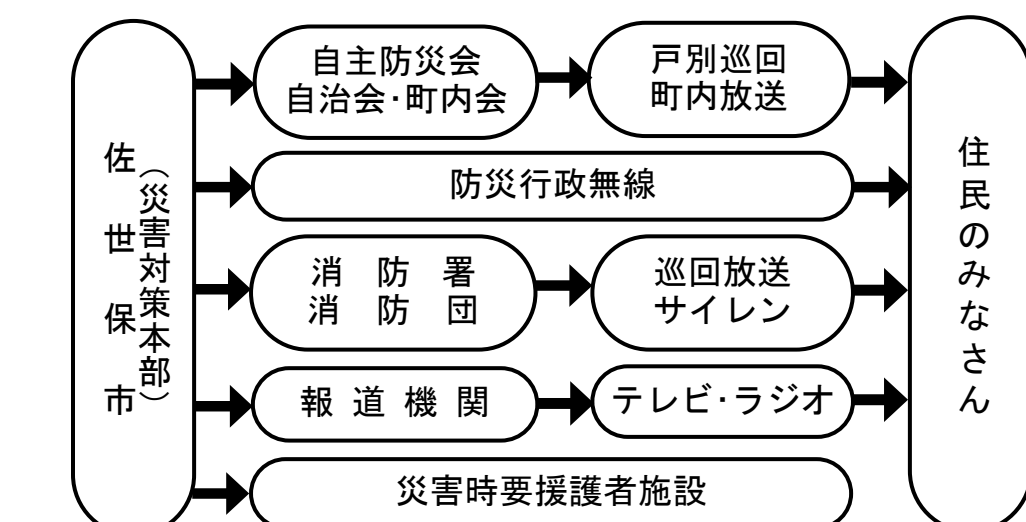 佐世保市
（災害対策本部）
自主防災会
自治会・町内会
戸別巡回
町内放送
防災行政無線
消防署
消防団
巡回放送
サイレン
報道機関
テレビ・ラジオ
災害時要援護者施設
住民のみなさん